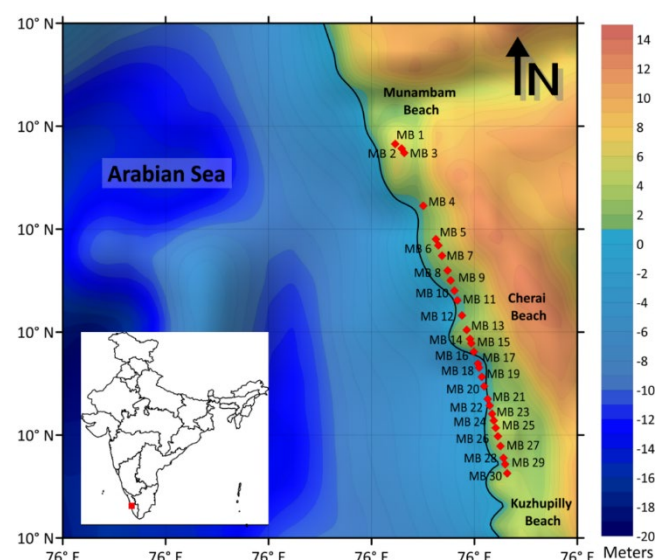 10° N
10° N
10° N
10° N
10° N
10° N
N
Munambam
Beach
Arabian Sea
MB 1
MB 2
MB 3
MB 4
MB 5
MB 6
MB 7
MB 8
MB 9
MB 10
MB 11
MB 12
MB 13
MB 14
MB 15
MB 16
MB 17
MB 18
MB 19
MB 20
MB 21
MB 22
MB 23
MB 24
MB 25
MB 26
MB 27
MB 28
MB 29
MB 30
Cherai
Beach
Kuzhupilly
Beach
76° E
76° E
76° E
76° E
76° E
76° E
14
12
10
8
6
4
2
0
-2
-4
-6
-8
-10
-12
-14
-16
-18
-20
Meters